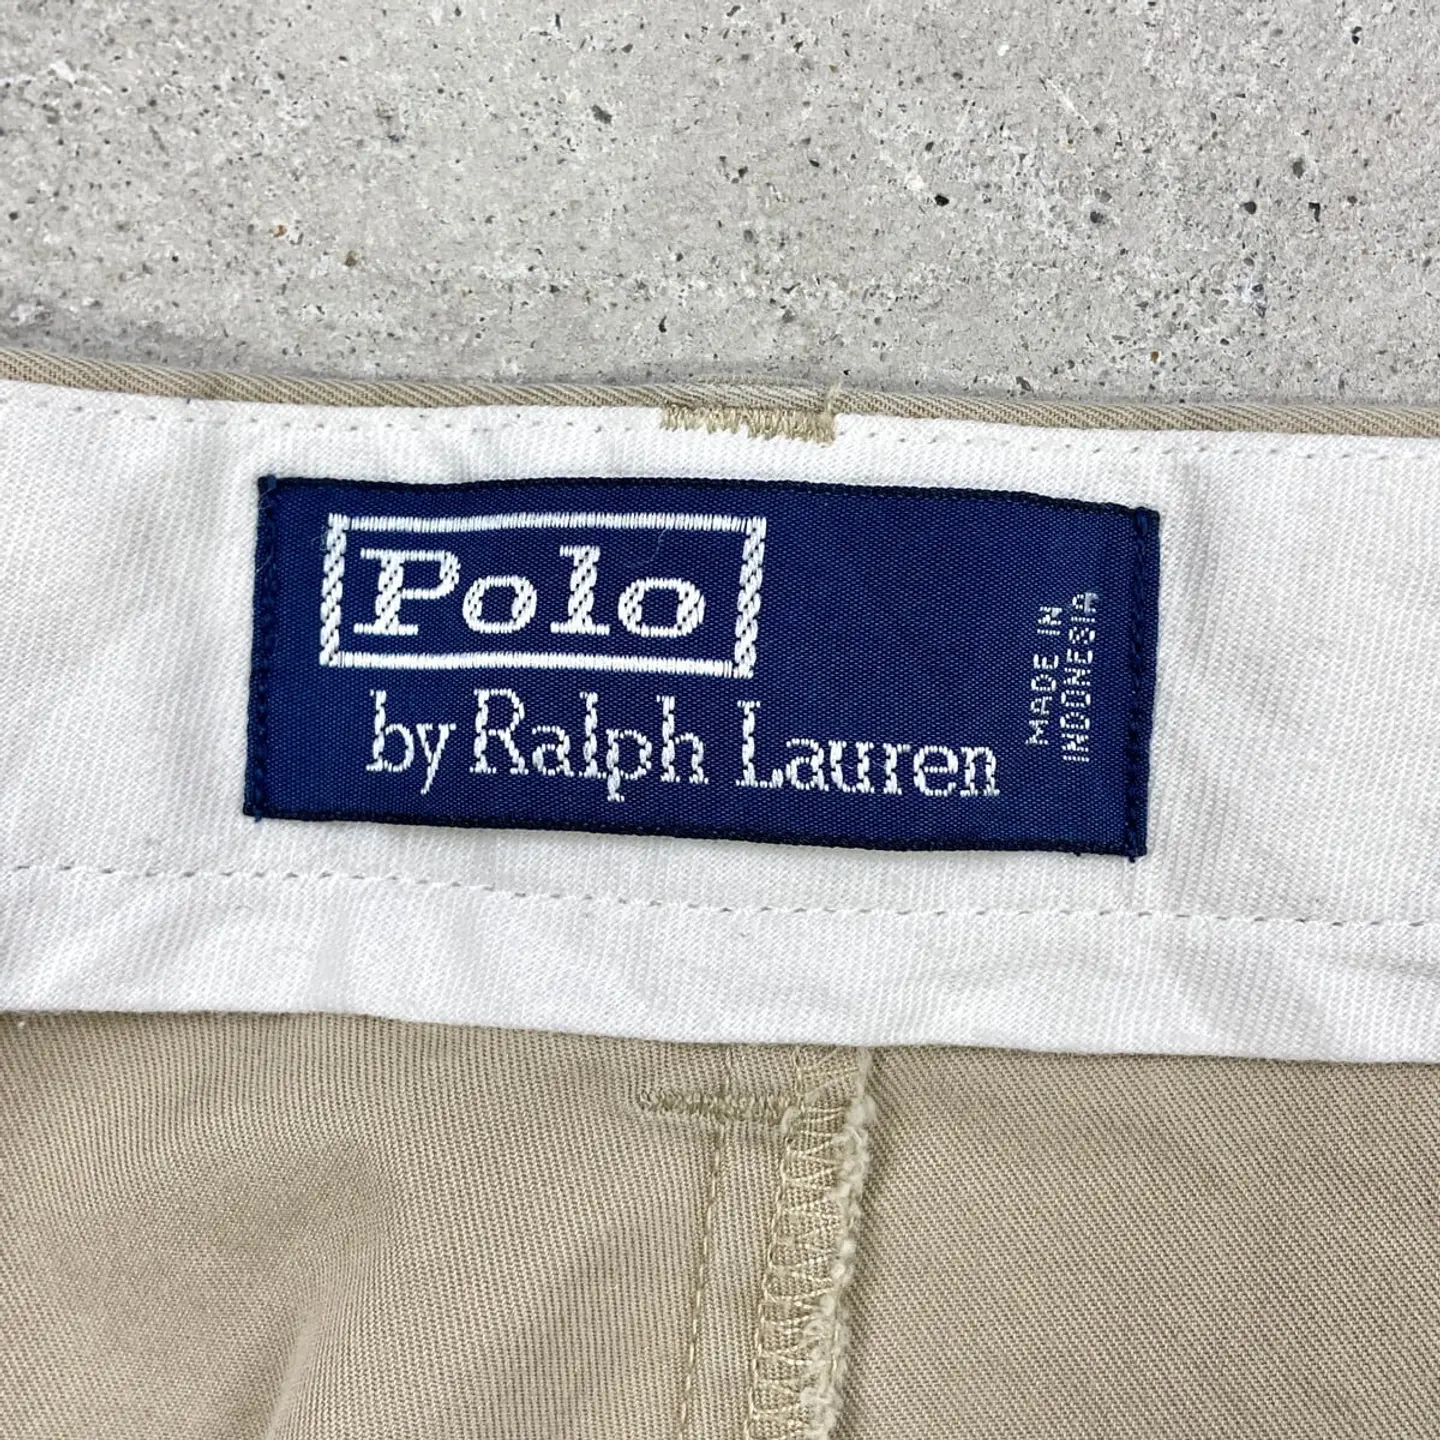 Polo
by Ralph Lauren
MADE IN
INDONESIA